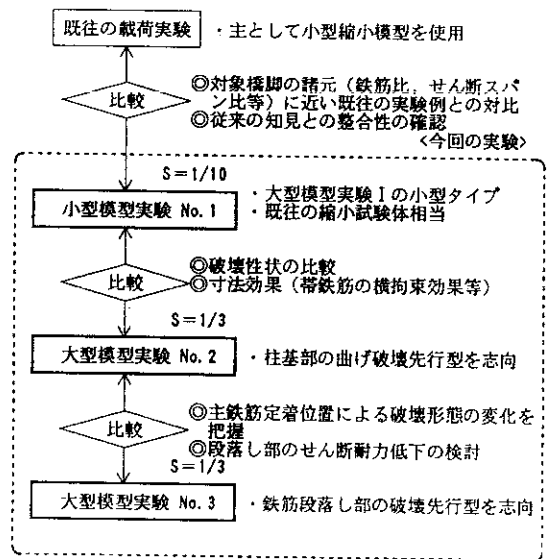 既往の載荷実験
・主として小型縮小模型を使用
比較
◎対象橋脚の諸元（鉄筋比，せん断スパ
ン比等）に近い既往の実験例との対比
◎従来の知見との整合性の確認
<今回の実験>
S＝1/10
小型模型実験 No.1
・大型模型実験Ⅰの小型タイプ
・既往の縮小試験体相当
比較
◎破壊性状の比較
◎寸法効果（帯鉄筋の横拘束効果等）
S＝1/3
大型模型実験 No.2
・柱基部の曲げ破壊先行型を志向
比較
◎主鉄筋定着位置による破壊形態の変化を
把握
◎段落し部のせん断耐力低下の検討
S＝1/3
大型模型実験 No.3
・鉄筋段落し部の破壊先行型を志向